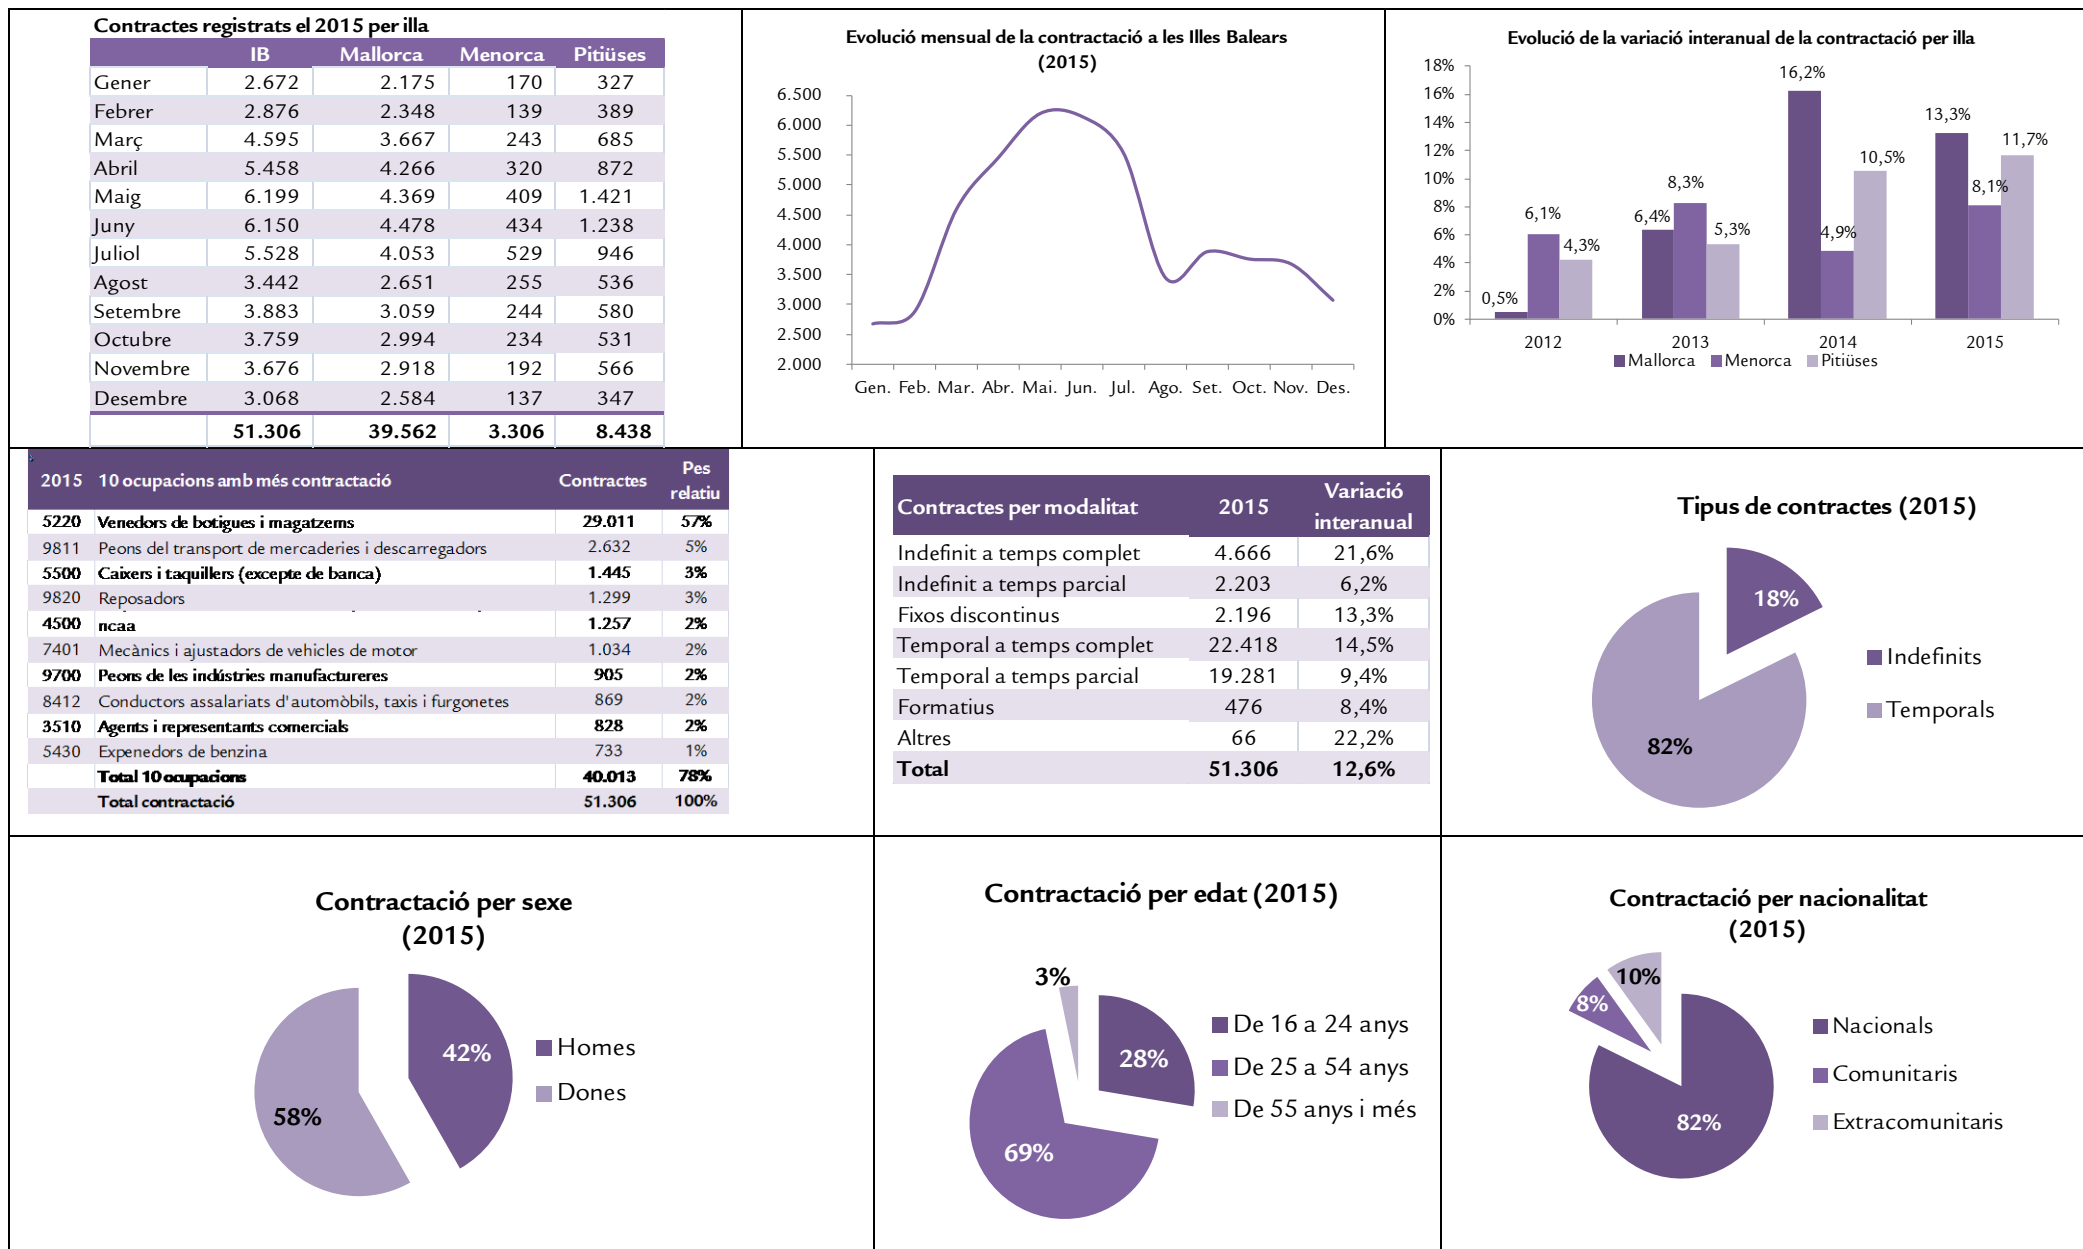 Contractes registrats el 2015 per illa
IB Mallorca Menorca Pitiüses
Gener 2.672 2.175 170 327
Febrer 2.876 2.348 139 389
Març 4.595 3.667 243 685
Abril 5.458 4.266 320 872
Maig 6.199 4.369 409 1.421
Juny 6.150 4.478 434 1.238
Juliol 5.528 4.053 529 946
Agost 3.442 2.651 255 536
Setembre 3.883 3.059 244 580
Octubre 3.759 2.994 234 531
Novembre 3.676 2.918 192 566
Desembre 3.068 2.584 137 347
51.306 39.562 3.306 8.438
Evolució mensual de la contractació a les Illes Balears
(2015)
6.500
6.000
5.500
5.000
4.500
4.000
3.500
3.000
2.500
2.000
Gen. Feb. Mar. Abr. Mai. Jun. Jul. Ago. Set. Oct. Nov. Des.
Evolució de la variació interanual de la contractació per illa
18%
16%
14%
12%
10%
8%
6%
4%
2%
0%
0,5% 6,1% 4,3%
6,4% 8,3% 5,3%
16,2% 4,9% 10,5%
13,3% 8,1% 11,7%
2012 2013 2014 2015
Mallorca Menorca Pitiüses
2015 10 ocupacions amb més contractació Contractes Pes relatiu
5220 Venedors de botigues i magatzems 29.011 57%
9811 Peons del transport de mercaderies i descarregadors 2.632 5%
5500 Caixers i taquillers (excepte de banca) 1.445 3%
9820 Reposadors 1.299 3%
4500 ncaa 1.257 2%
7401 Mecànics i ajustadors de vehicles de motor 1.034 2%
9700 Peons de les indústries manufactureres 905 2%
8412 Conductors assalariats d'automòbils, taxis i furgonetes 869 2%
3510 Agents i representants comercials 828 2%
5430 Expenedors de benzina 733 1%
Total 10 ocupacions 40.013 78%
Total contractació 51.306 100%
Contractes per modalitat 2015 Variació interanual
Indefinit a temps complet 4.666 21,6%
Indefinit a temps parcial 2.203 6,2%
Fixos discontinus 2.196 13,3%
Temporal a temps complet 22.418 14,5%
Temporal a temps parcial 19.281 9,4%
Formatius 476 8,4%
Altres 66 22,2%
Total 51.306 12,6%
Tipus de contractes (2015)
18%
82%
Indefinits
Temporals
Contractació per sexe
(2015)
42%
58%
Homes
Dones
Contractació per edat (2015)
3%
28%
69%
De 16 a 24 anys
De 25 a 54 anys
De 55 anys i més
Contractació per nacionalitat
(2015)
10%
8%
82%
Nacionals
Comunitaris
Extracomunitaris